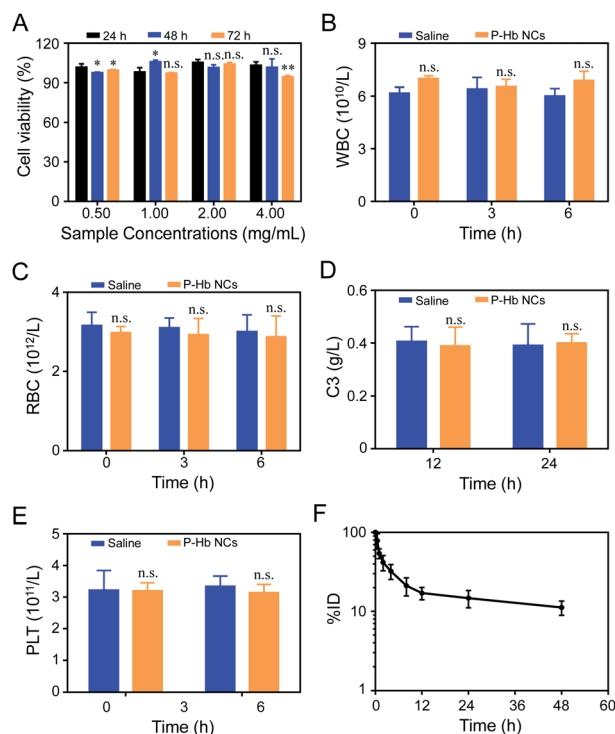 A
24 h 48 h 72 h
Cell viability (%)
120
90
60
30
0
* * * n.s. n.s. n.s. n.s. **
0.50 1.00 2.00 4.00
Sample Concentrations (mg/mL)
B
Saline P-Hb NCs
WBC (10¹⁰/L)
9
6
3
0
n.s. n.s. n.s.
0 3 6
Time (h)
C
Saline P-Hb NCs
RBC (10¹²/L)
4
3
2
1
0
n.s. n.s. n.s.
0 3 6
Time (h)
D
Saline
P-Hb NCs
C3 (g/L)
0.6
0.4
0.2
0.0
n.s. n.s.
12 24
Time (h)
E
Saline P-Hb NCs
PLT (10¹¹/L)
5
4
3
2
1
0
n.s. n.s.
0 3 6
Time (h)
F
%ID
100
10
1
0 12 24 36 48 60
Time (h)